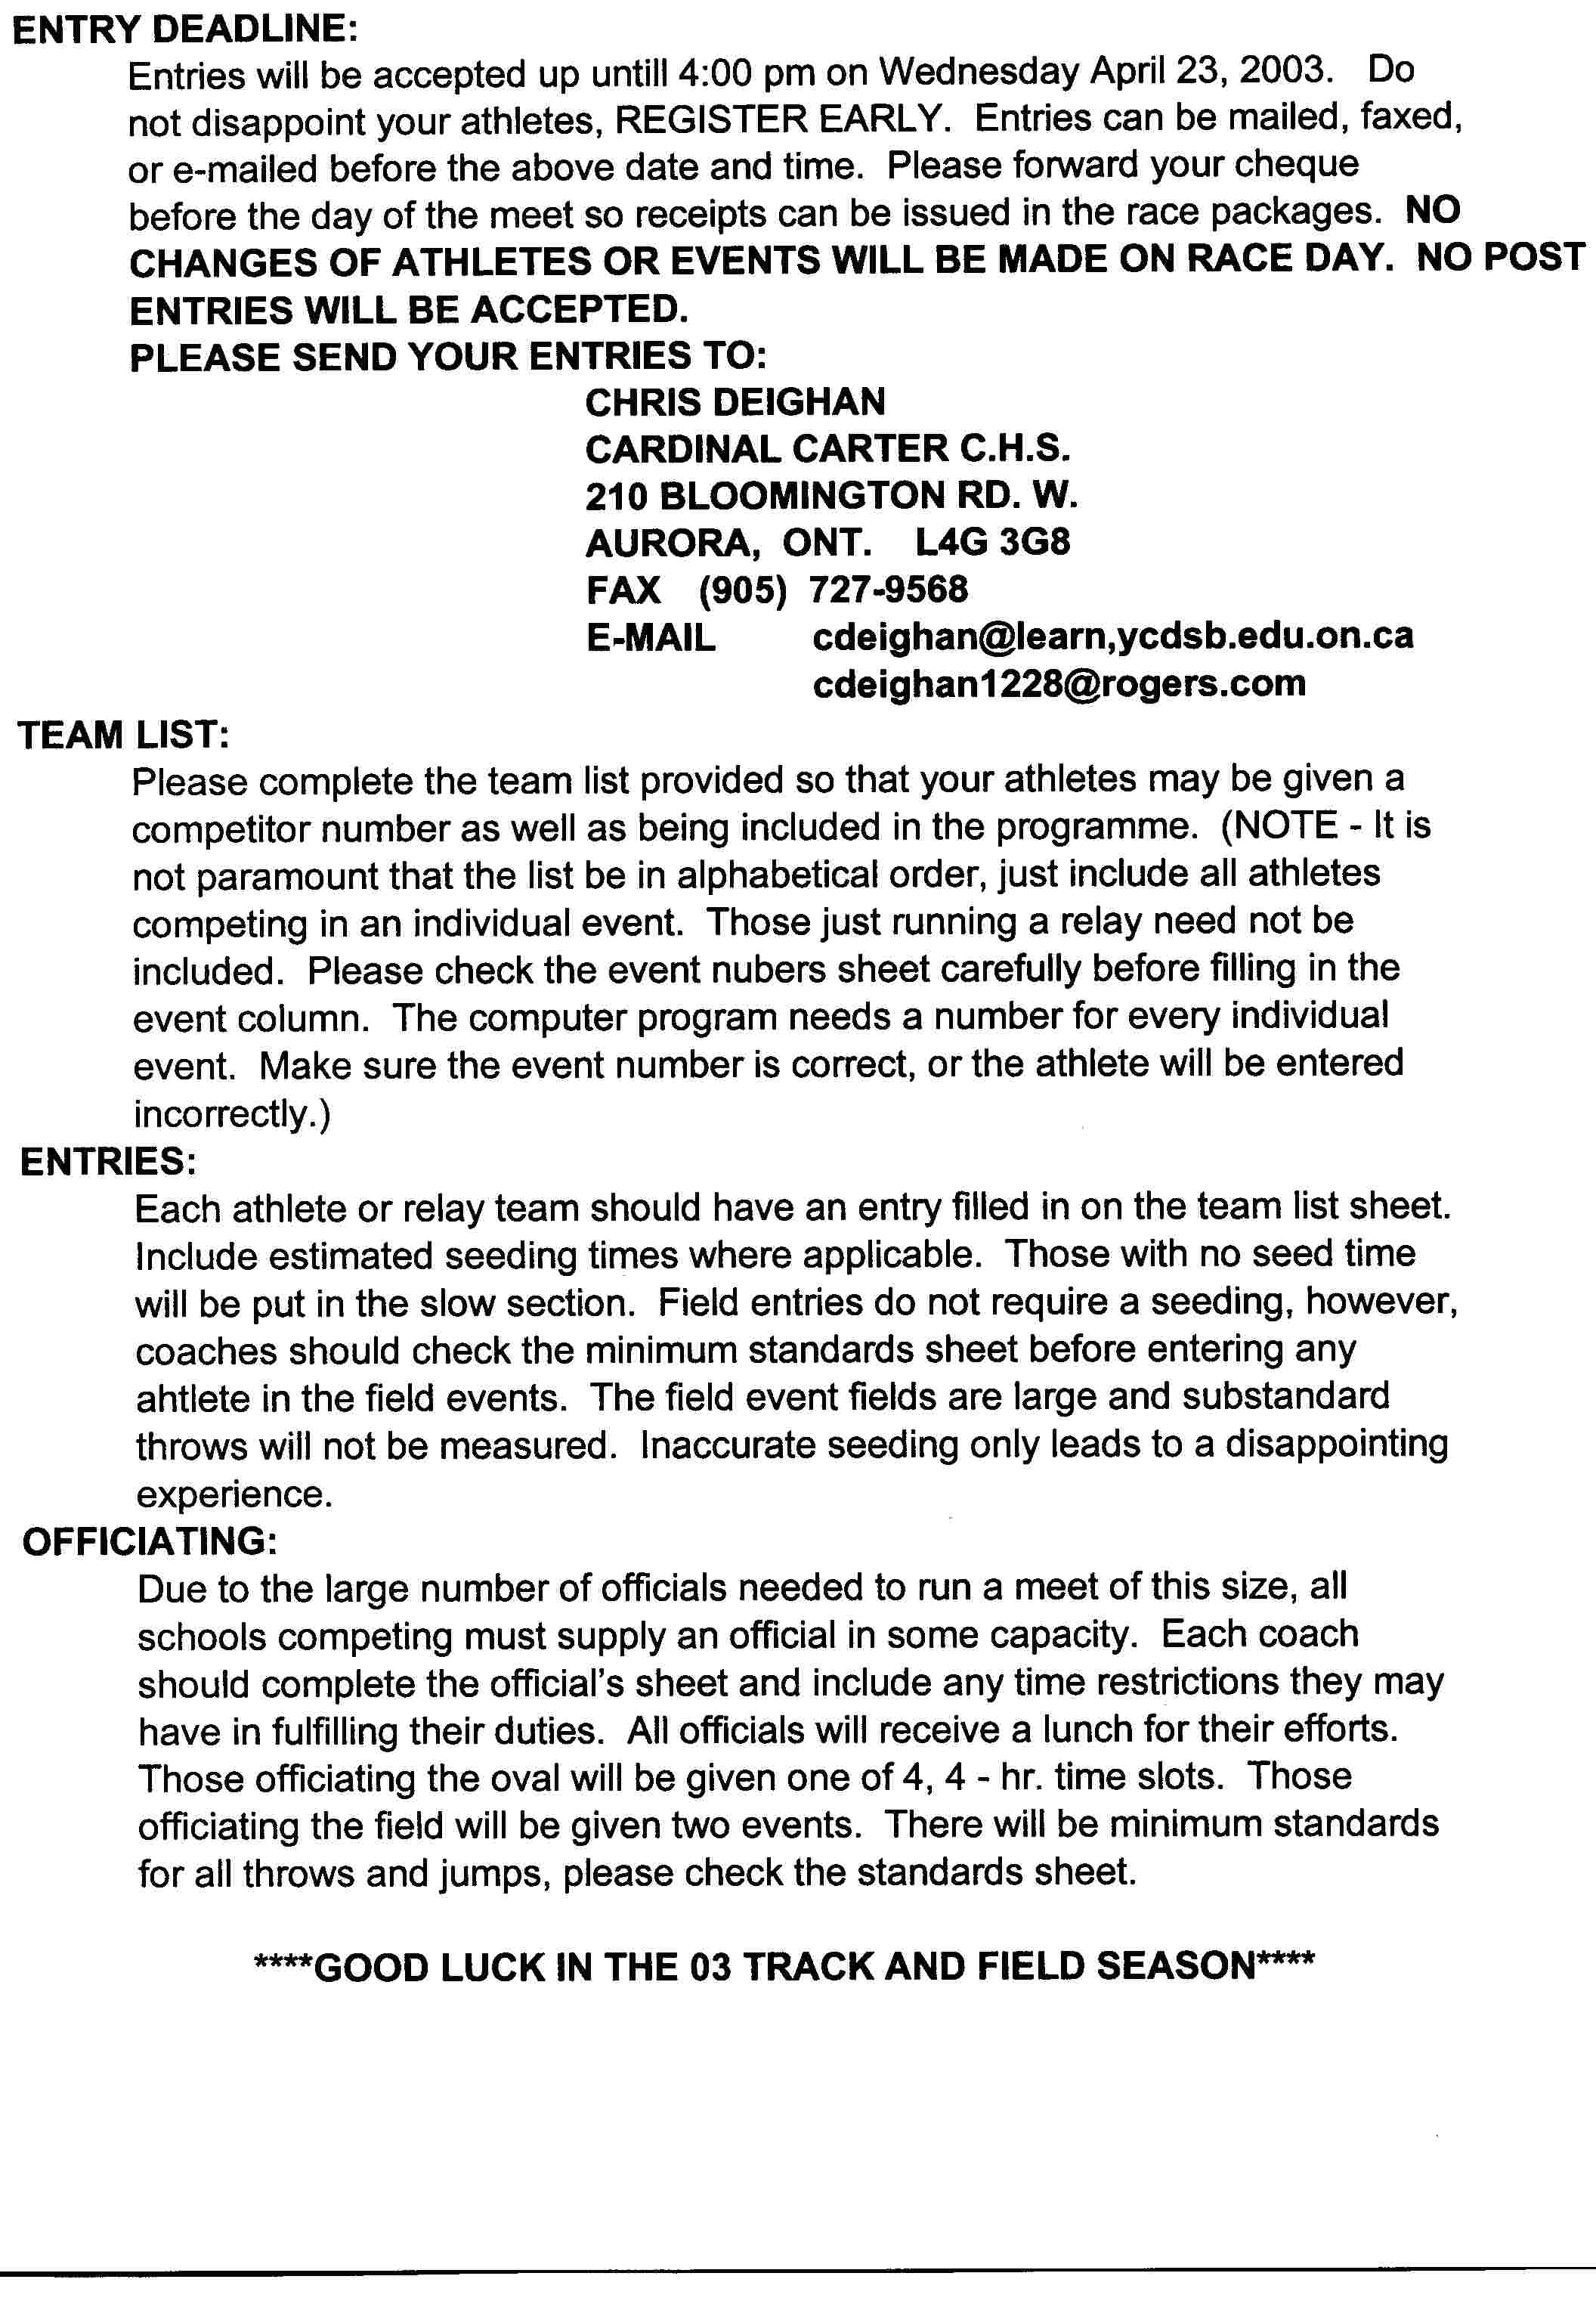 ENTRY DEADLINE:
Entries will be accepted up untill 4:00 pm on Wednesday April 23, 2003. Do
not disappoint your athletes, REGISTER EARLY. Entries can be mailed, faxed,
or e-mailed before the above date and time. Please forward your cheque
before the day of the meet so receipts can be issued in the race packages. NO
CHANGES OF ATHLETES OR EVENTS WILL BE MADE ON RACE DAY. NO POST
ENTRIES WILL BE ACCEPTED.
PLEASE SEND YOUR ENTRIES TO:
CHRIS DEIGHAN
CARDINAL CARTER C.H.S.
210 BLOOMINGTON RD. W.
AURORA, ONT. L4G 3G8
FAX (905) 727-9568
E-MAIL cdeighan@learn,ycdsb.edu.on.ca
cdeighan1228@rogers.com
TEAM LIST:
Please complete the team list provided so that your athletes may be given a
competitor number as well as being included in the programme. (NOTE - It is
not paramount that the list be in alphabetical order, just include all athletes
competing in an individual event. Those just running a relay need not be
included. Please check the event nubers sheet carefully before filling in the
event column. The computer program needs a number for every individual
event. Make sure the event number is correct, or the athlete will be entered
incorrectly.)
ENTRIES:
Each athlete or relay team should have an entry filled in on the team list sheet.
Include estimated seeding times where applicable. Those with no seed time
will be put in the slow section. Field entries do not require a seeding, however,
coaches should check the minimum standards sheet before entering any
ahtlete in the field events. The field event fields are large and substandard
throws will not be measured. Inaccurate seeding only leads to a disappointing
experience.
OFFICIATING:
Due to the large number of officials needed to run a meet of this size, all
schools competing must supply an official in some capacity. Each coach
should complete the official's sheet and include any time restrictions they may
have in fulfilling their duties. All officials will receive a lunch for their efforts.
Those officiating the oval will be given one of 4, 4 - hr. time slots. Those
officiating the field will be given two events. There will be minimum standards
for all throws and jumps, please check the standards sheet.
****GOOD LUCK IN THE 03 TRACK AND FIELD SEASON****